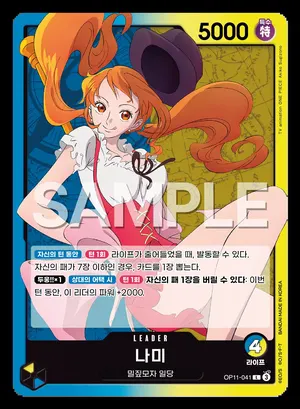 5000
특수
特
SAMPLE
자신의 턴 동안 턴 1회 라이프가 줄어들었을 때, 발동할 수 있다.
자신의 패가 7장 이하인 경우, 카드를 1장 뽑는다.
두웅!!×1 상대의 어택 시 턴 1회 자신의 패 1장을 버릴 수 있다: 이번
턴 동안, 이 리더의 파워 +2000.
LEADER
나미
밀짚모자 일당
4
라이프
OP11-041 L